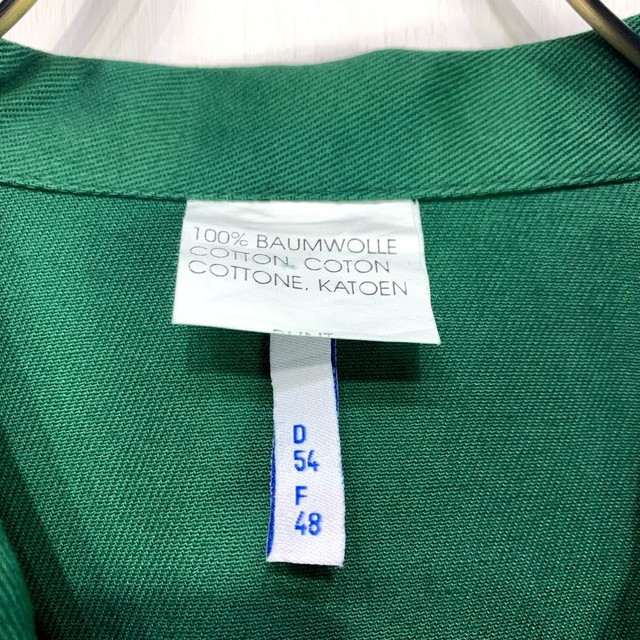 100% BAUMWOLLE
COTTON, COTON
COTTONE, KATOEN
D
54
F
48